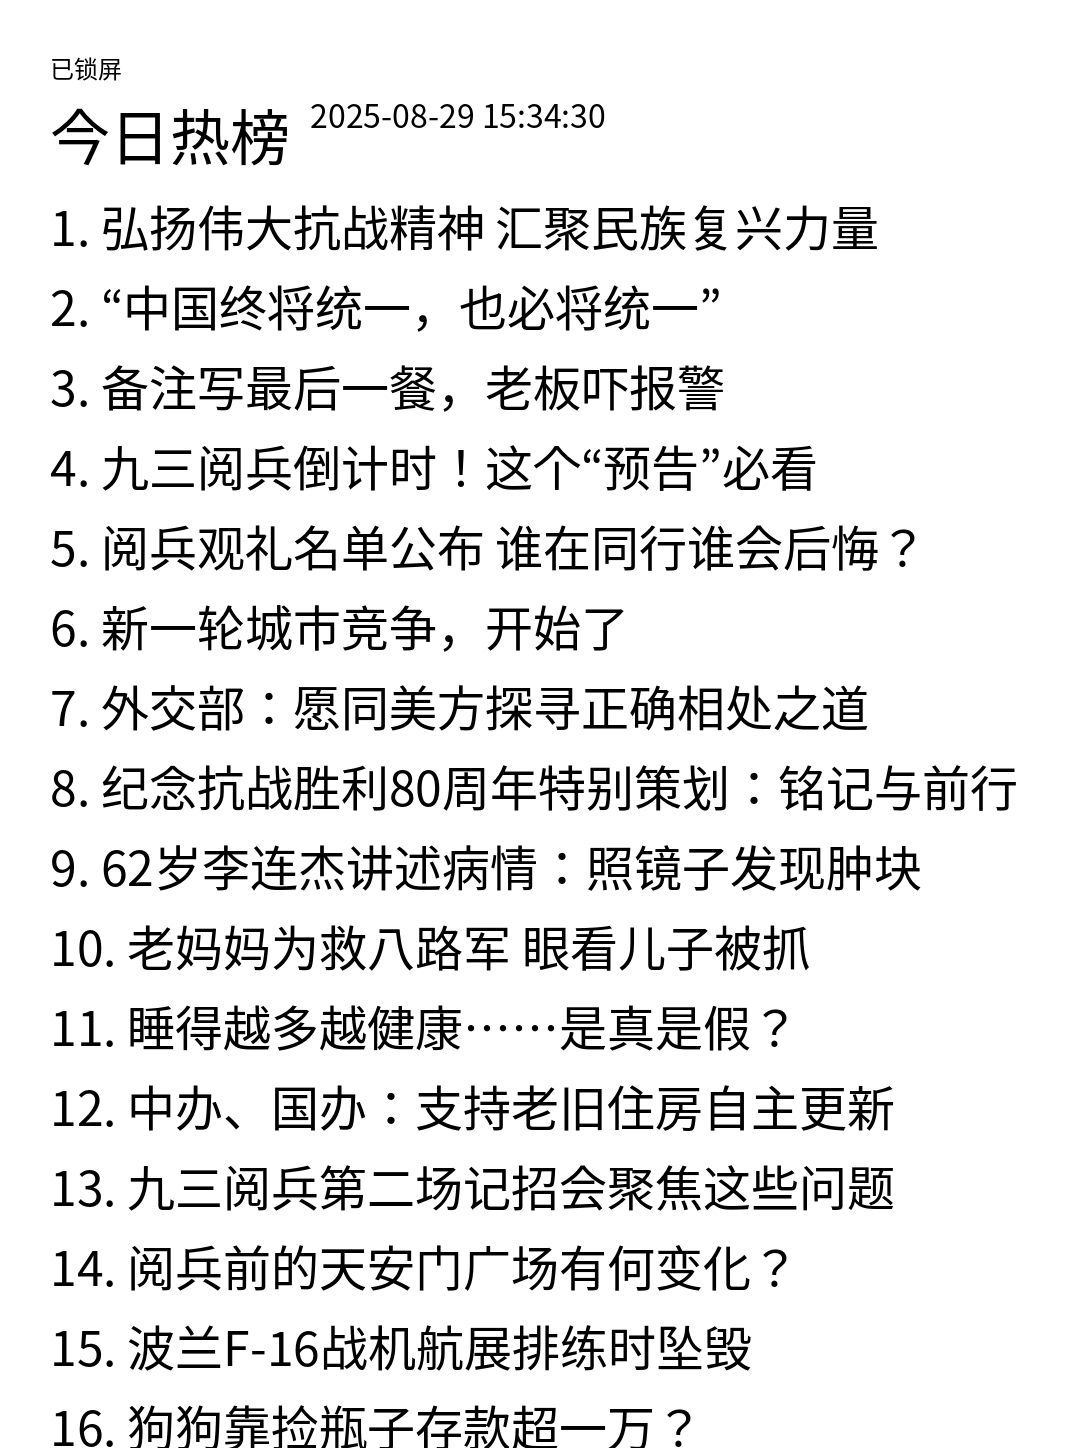 已锁屏
今日热榜 2025-08-29 15:34:30
1. 弘扬伟大抗战精神 汇聚民族复兴力量
2. “中国终将统一，也必将统一”
3. 备注写最后一餐，老板吓报警
4. 九三阅兵倒计时！这个“预告”必看
5. 阅兵观礼名单公布 谁在同行谁会后悔？
6. 新一轮城市竞争，开始了
7. 外交部：愿同美方探寻正确相处之道
8. 纪念抗战胜利80周年特别策划：铭记与前行
9. 62岁李连杰讲述病情：照镜子发现肿块
10. 老妈妈为救八路军 眼看儿子被抓
11. 睡得越多越健康……是真是假？
12. 中办、国办：支持老旧住房自主更新
13. 九三阅兵第二场记招会聚焦这些问题
14. 阅兵前的天安门广场有何变化？
15. 波兰F-16战机航展排练时坠毁
16. 狗狗靠捡瓶子存款超一万？